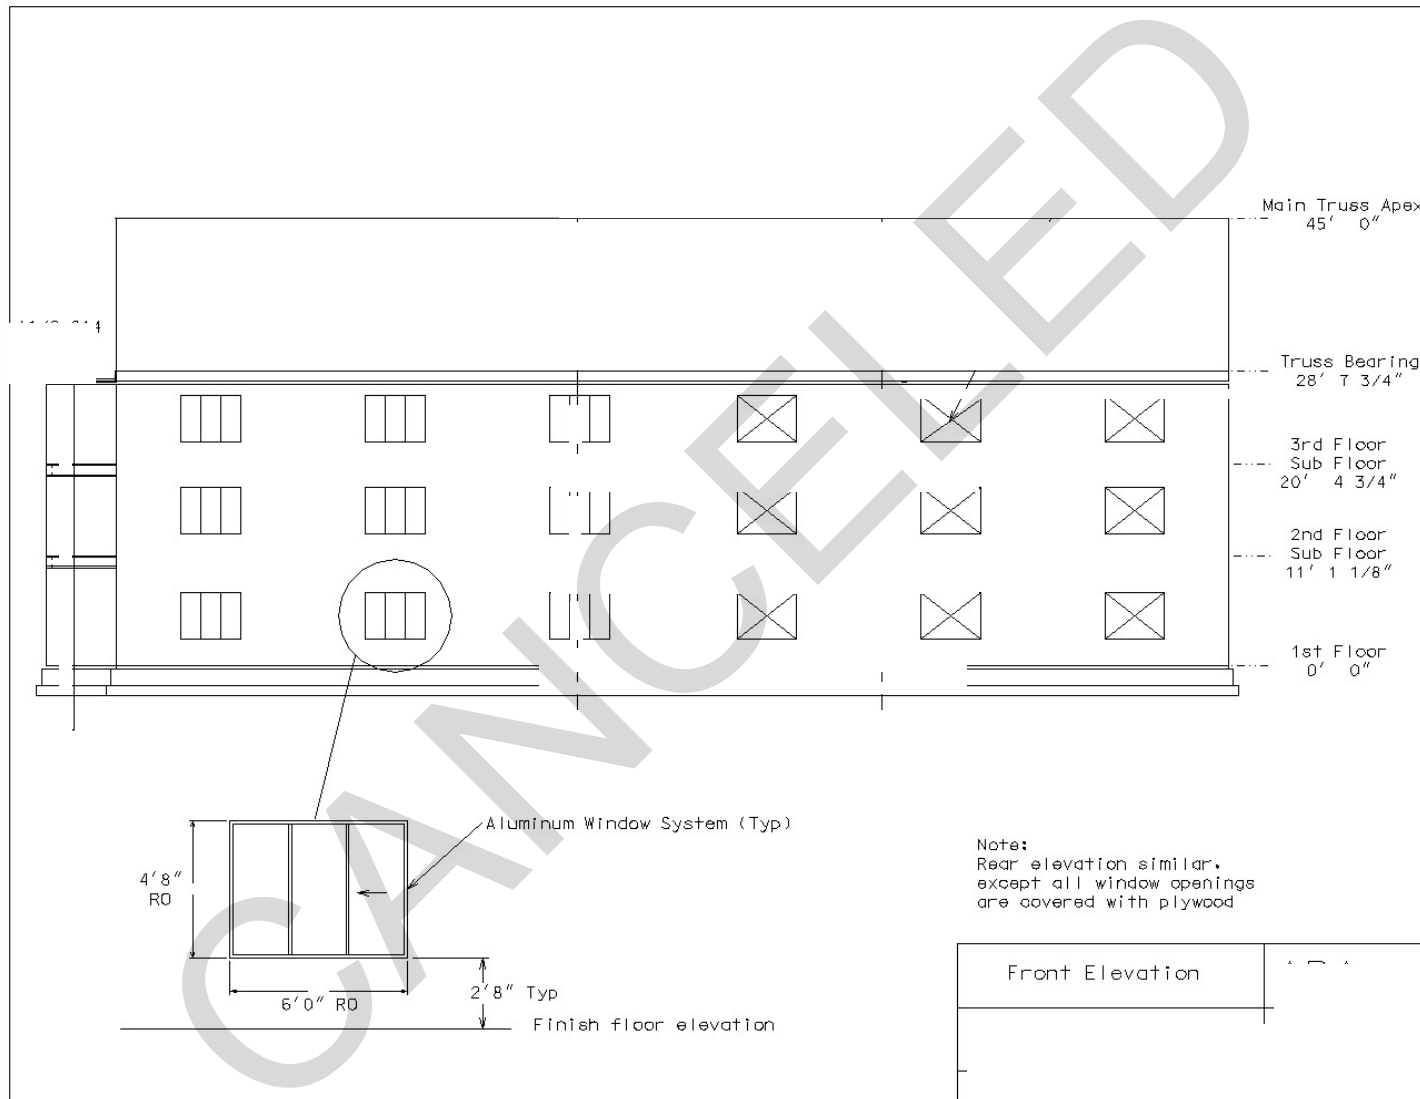 CANCELED
Main Truss Apex
45' 0"
Truss Bearing
28' 7 3/4"
3rd Floor
Sub Floor
20' 4 3/4"
2nd Floor
Sub Floor
11' 1 1/8"
1st Floor
0' 0"
Aluminum Window System (Typ)
4'8"
RO
6'0" RO
2'8" Typ
Finish floor elevation
Note:
Rear elevation similar,
except all window openings
are covered with plywood
Front Elevation